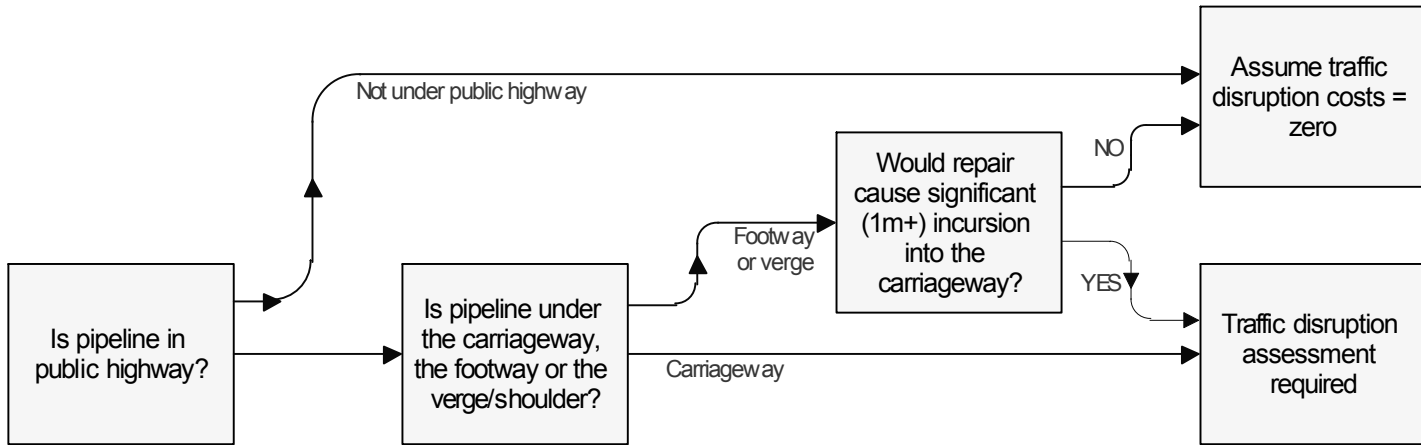 Is pipeline in
public highway?
Not under public highway
Is pipeline under
the carriageway,
the footway or the
verge/shoulder?
Footway
or verge
Carriageway
Would repair
cause significant
(1m+) incursion
into the
carriageway?
NO
YES
Assume traffic
disruption costs =
zero
Traffic disruption
assessment
required